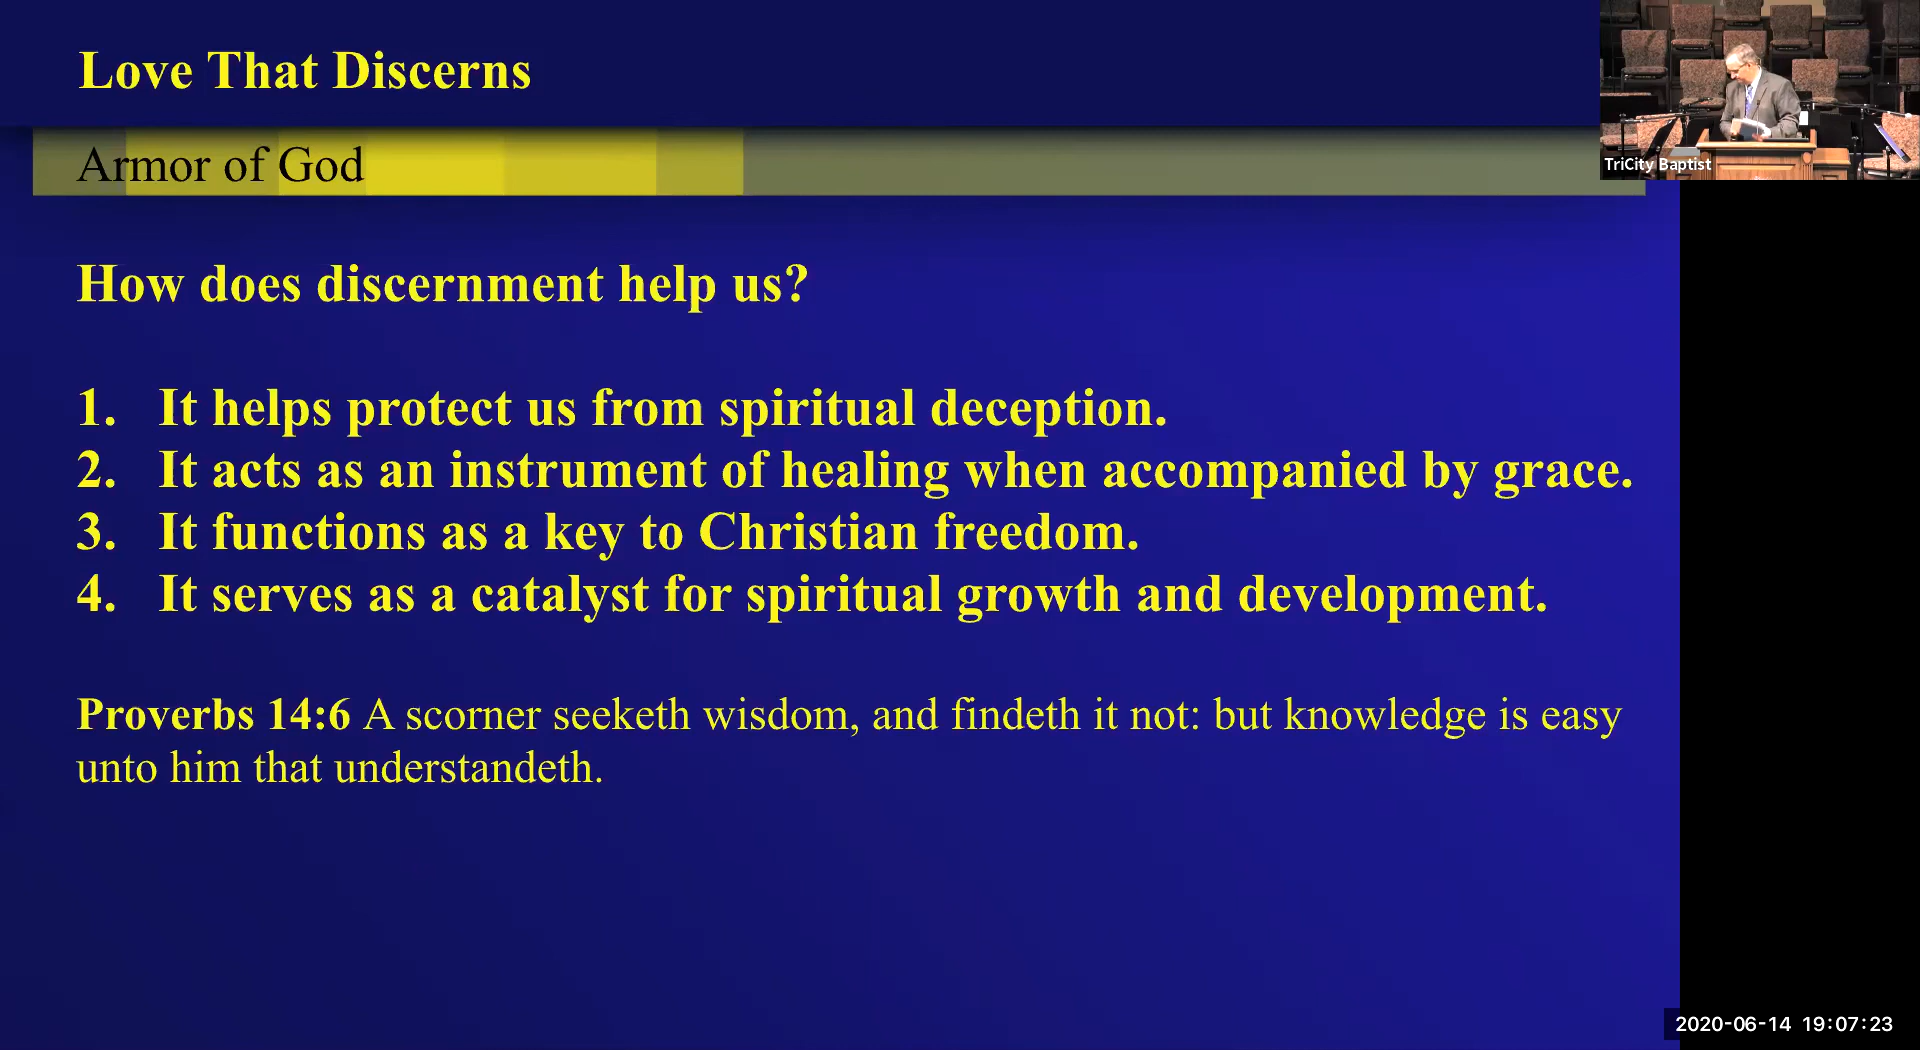 Love That Discerns
TriCity Baptist
Armor of God
How does discernment help us?
1. It helps protect us from spiritual deception.
2. It acts as an instrument of healing when accompanied by grace.
3. It functions as a key to Christian freedom.
4. It serves as a catalyst for spiritual growth and development.
Proverbs 14:6 A scorner seeketh wisdom, and findeth it not: but knowledge is easy
unto him that understandeth.
2020-06-14 19:07:23